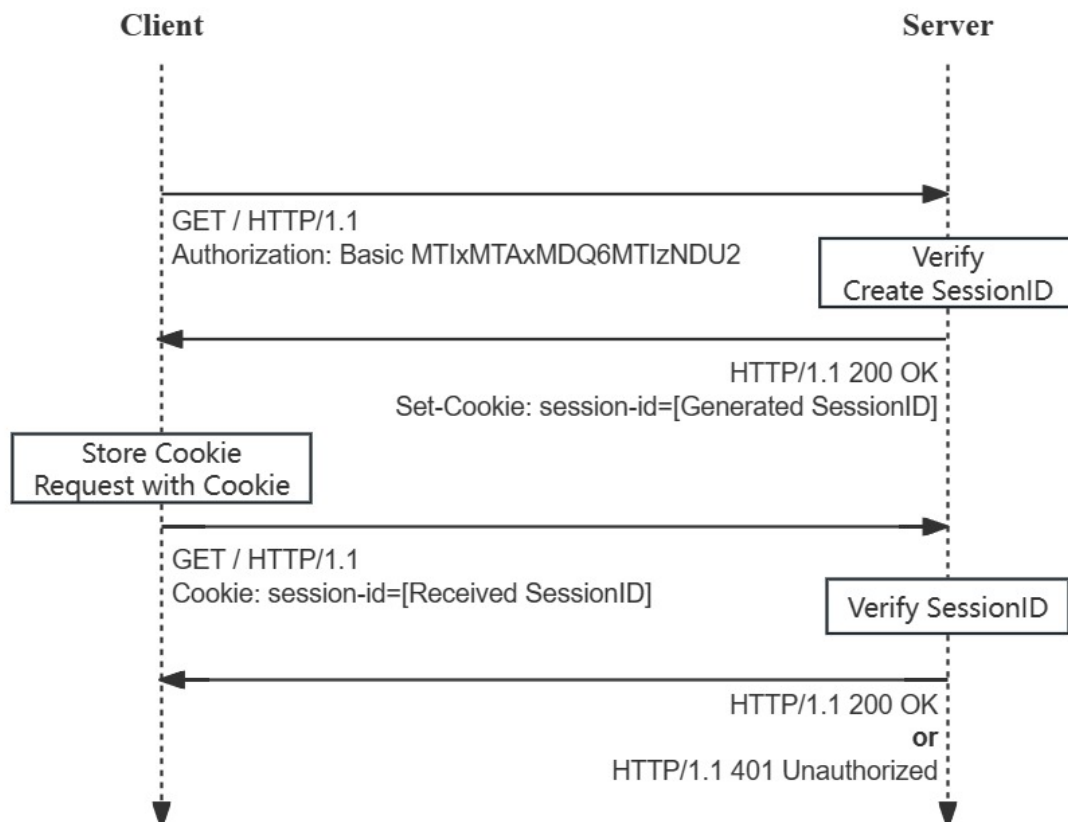 Client
Server
GET / HTTP/1.1
Authorization: Basic MTIxMTAxMDQ6MTIzNDU2
Verify
Create SessionID
HTTP/1.1 200 OK
Set-Cookie: session-id=[Generated SessionID]
Store Cookie
Request with Cookie
GET / HTTP/1.1
Cookie: session-id=[Received SessionID]
Verify SessionID
HTTP/1.1 200 OK
or
HTTP/1.1 401 Unauthorized